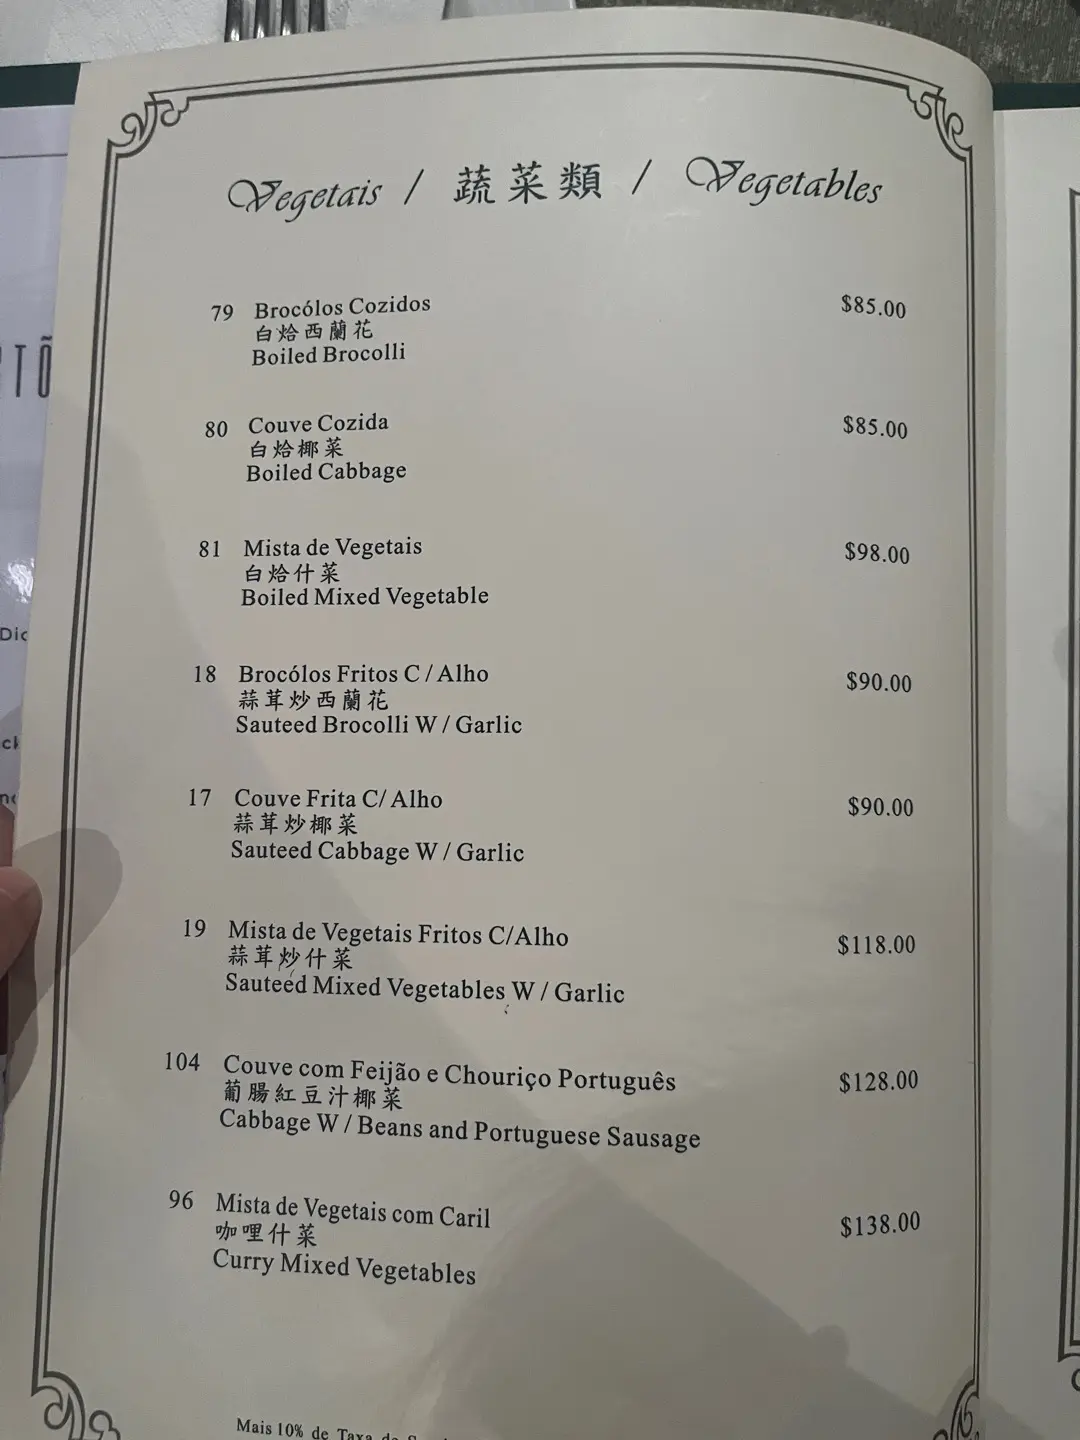 Vegetais / 蔬菜類 / Vegetables
79 Brocólos Cozidos $85.00
白烚西蘭花
Boiled Brocolli
80 Couve Cozida $85.00
白烚椰菜
Boiled Cabbage
81 Mista de Vegetais $98.00
白烚什菜
Boiled Mixed Vegetable
18 Brocólos Fritos C / Alho $90.00
蒜茸炒西蘭花
Sauteed Brocolli W / Garlic
17 Couve Frita C/ Alho $90.00
蒜茸炒椰菜
Sauteed Cabbage W / Garlic
19 Mista de Vegetais Fritos C/Alho $118.00
蒜茸炒什菜
Sauteed Mixed Vegetables W / Garlic
104 Couve com Feijão e Chouriço Português $128.00
葡腸紅豆汁椰菜
Cabbage W / Beans and Portuguese Sausage
96 Mista de Vegetais com Caril $138.00
咖哩什菜
Curry Mixed Vegetables
Mais 10% de Taxa de